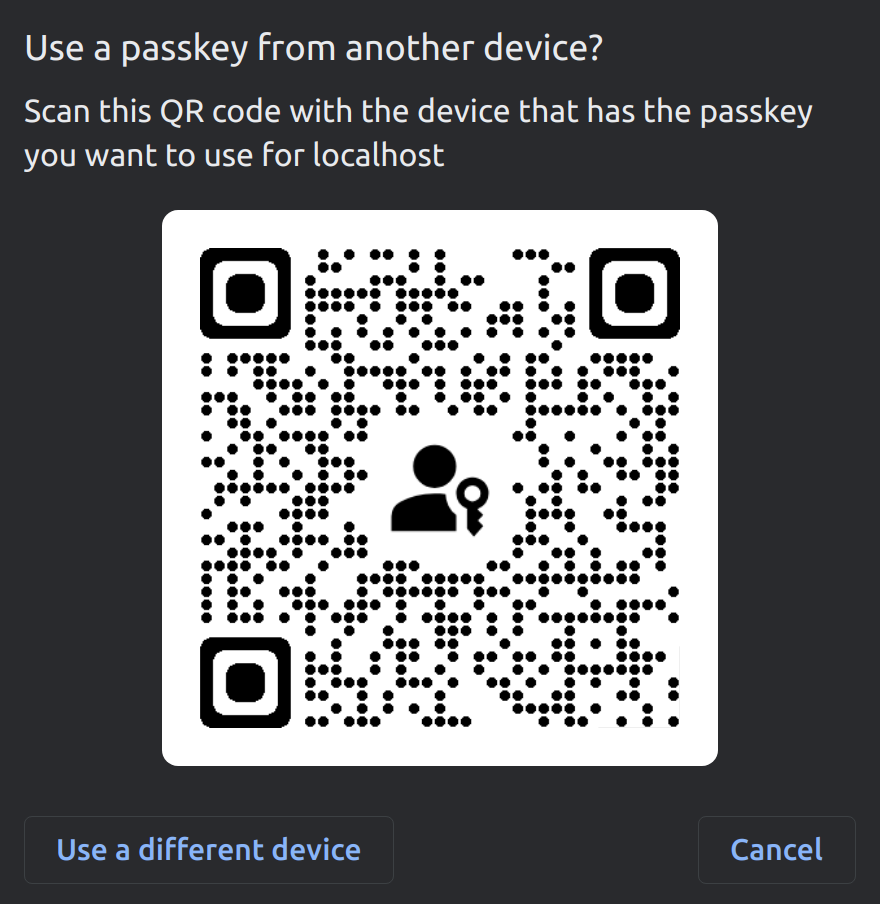 Use a passkey from another device?
Scan this QR code with the device that has the passkey
you want to use for localhost
Use a different device
Cancel